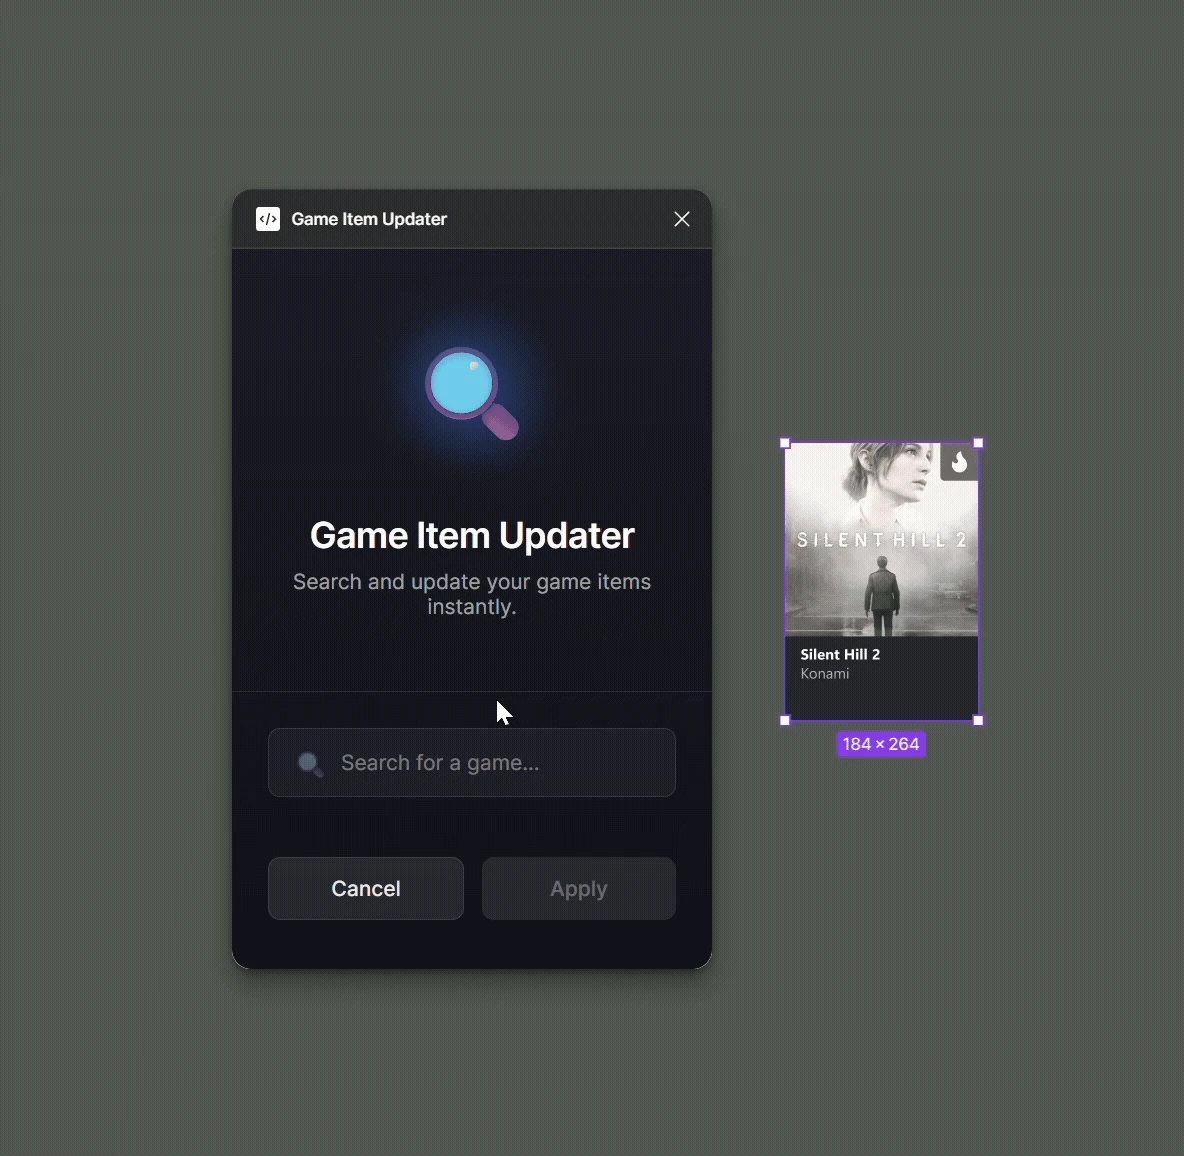 </> Game Item Updater
Game Item Updater
Search and update your game items
instantly.
Search for a game...
Cancel
Apply
SILENT HILL 2
Silent Hill 2
Konami
184 × 264